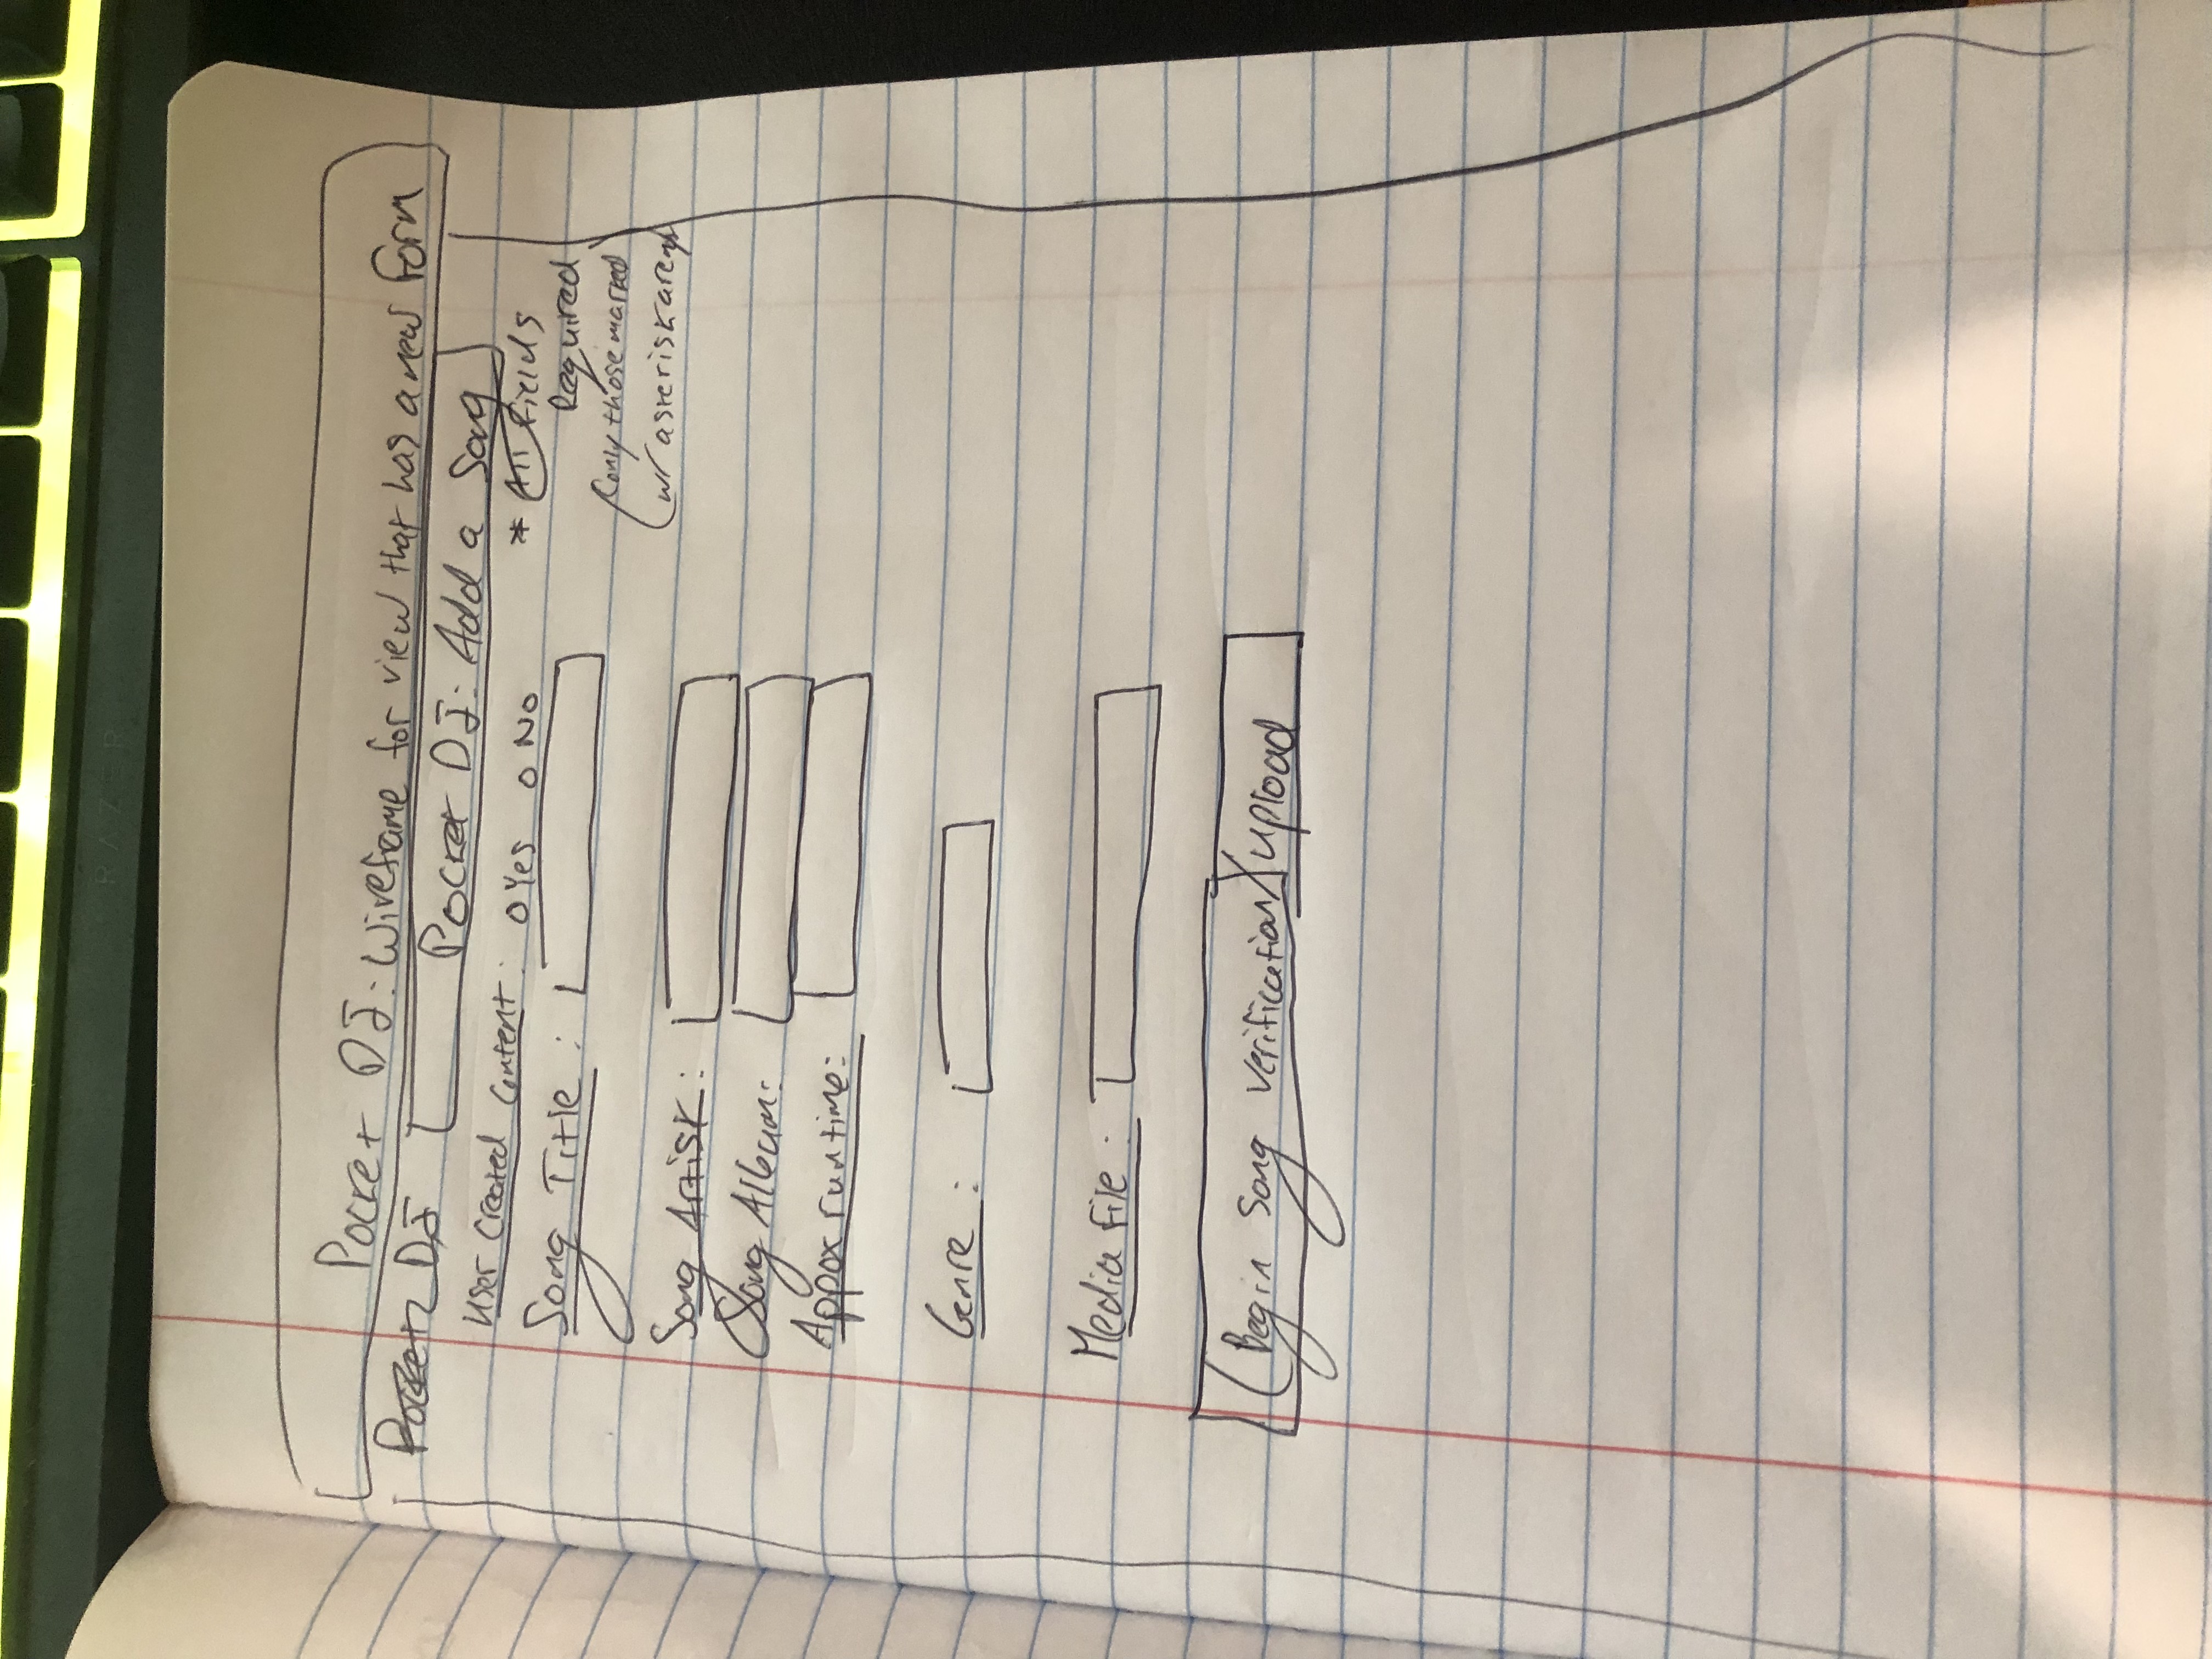 RAZER
Pocket DJ: Wireframe for view that has a new Form
Pocket DJ
Pocket DJ: Add a Song
User Created Content: o Yes o No
* All Fields
Required
Song Title:
(only those marked
w/ asterisk are
Song Artist:
Song Album:
Appox runtime:
Genre:
Media File:
(Begin Song Verification)/upload